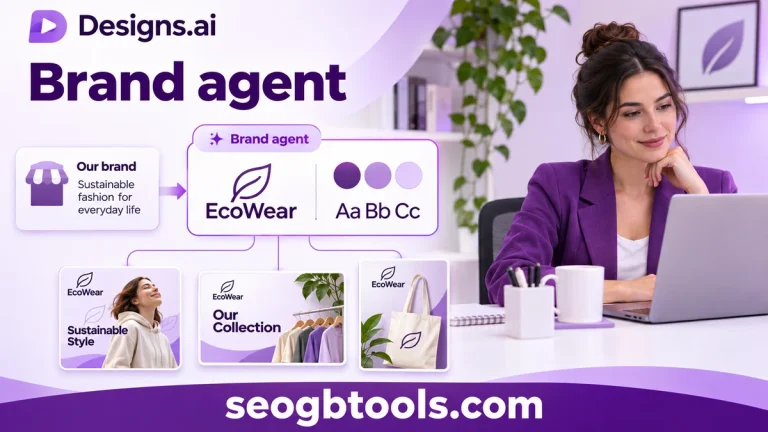 Designs.ai
Brand agent
Brand agent
Our brand
Sustainable
fashion for
everyday life
EcoWear
Aa Bb Cc
EcoWear
Sustainable
Style
EcoWear
Our
Collection
EcoWear
seogbtools.com